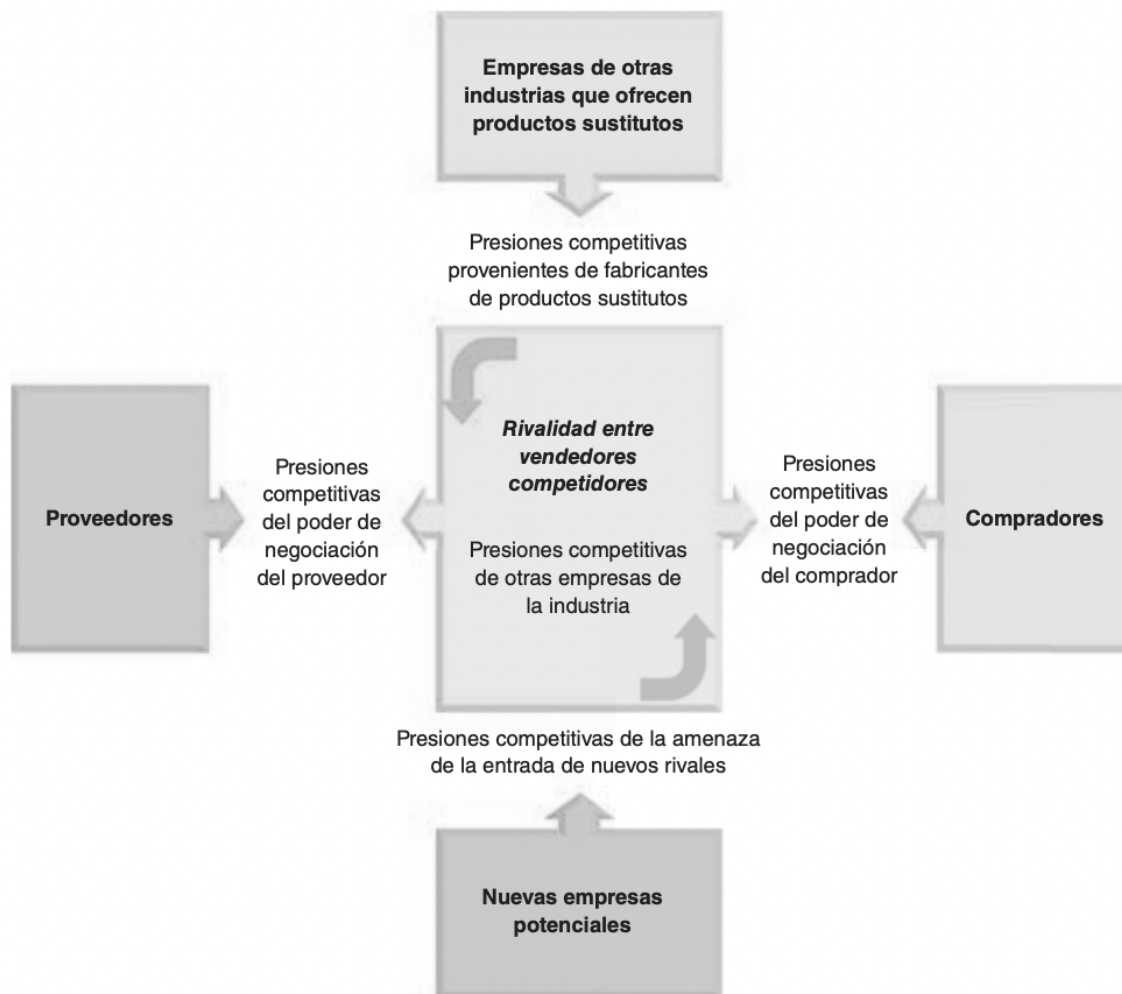 Empresas de otras
industrias que ofrecen
productos sustitutos
Presiones competitivas
provenientes de fabricantes
de productos sustitutos
Proveedores
Presiones
competitivas
del poder de
negociación
del proveedor
Rivalidad entre
vendedores
competidores
Presiones competitivas
de otras empresas de
la industria
Presiones
competitivas
del poder de
negociación
del comprador
Compradores
Presiones competitivas de la amenaza
de la entrada de nuevos rivales
Nuevas empresas
potenciales